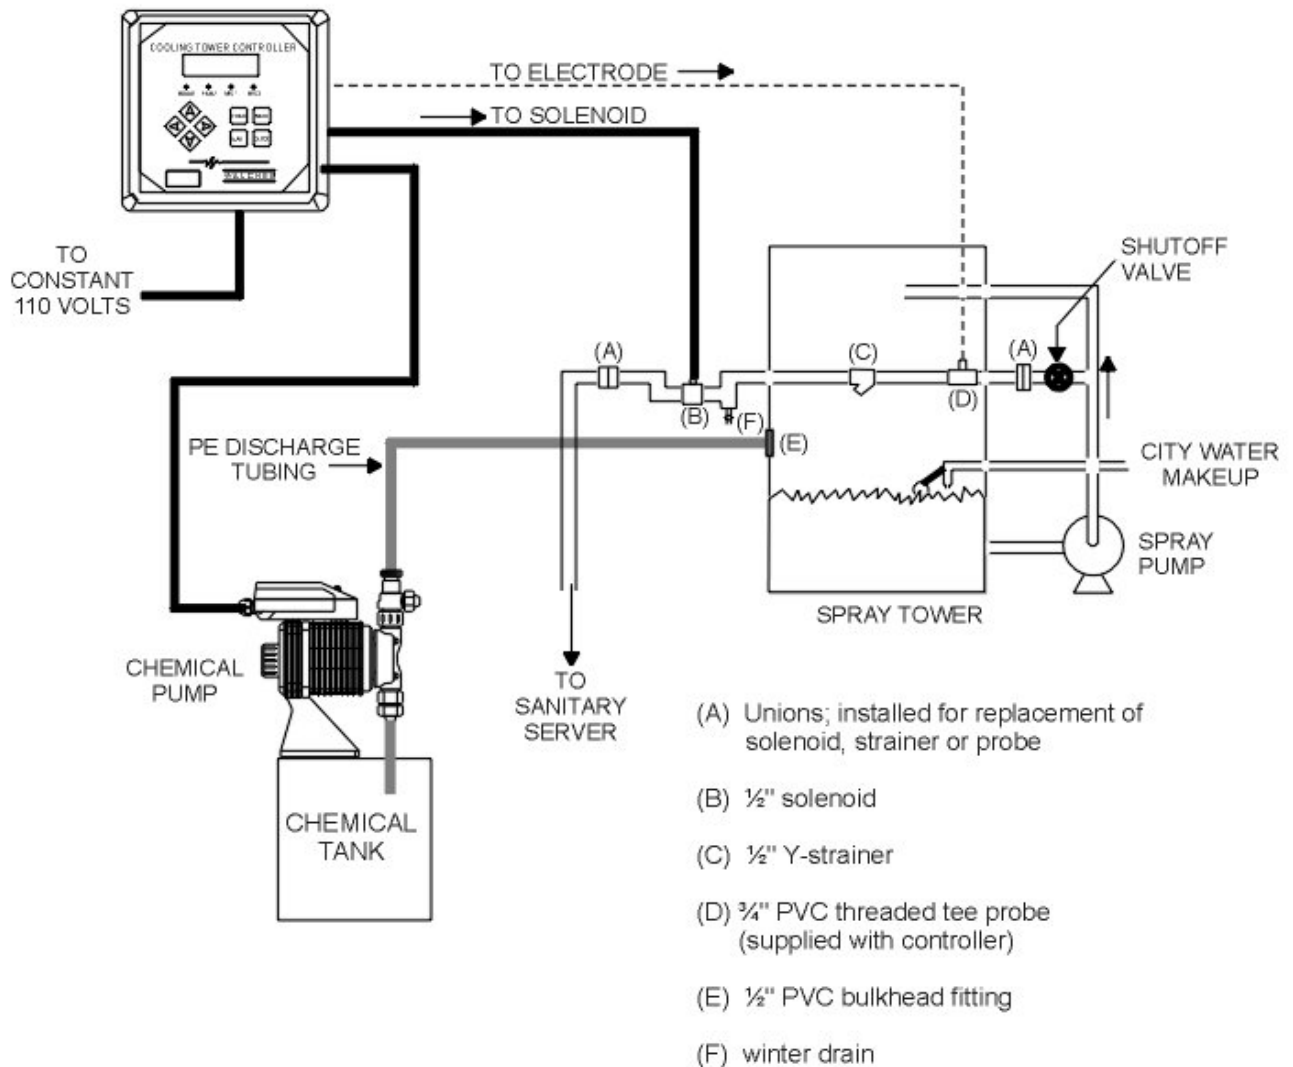 COOLING TOWER CONTROLLER
TO ELECTRODE
TO SOLENOID
TO
CONSTANT
110 VOLTS
SHUTOFF
VALVE
(A)
(C)
(A)
(B)
(F)
(D)
(E)
PE DISCHARGE
TUBING
CITY WATER
MAKEUP
SPRAY
PUMP
SPRAY TOWER
CHEMICAL
PUMP
TO
SANITARY
SERVER
CHEMICAL
TANK
(A) Unions; installed for replacement of
solenoid, strainer or probe
(B) ½" solenoid
(C) ½" Y-strainer
(D) ¾" PVC threaded tee probe
(supplied with controller)
(E) ½" PVC bulkhead fitting
(F) winter drain